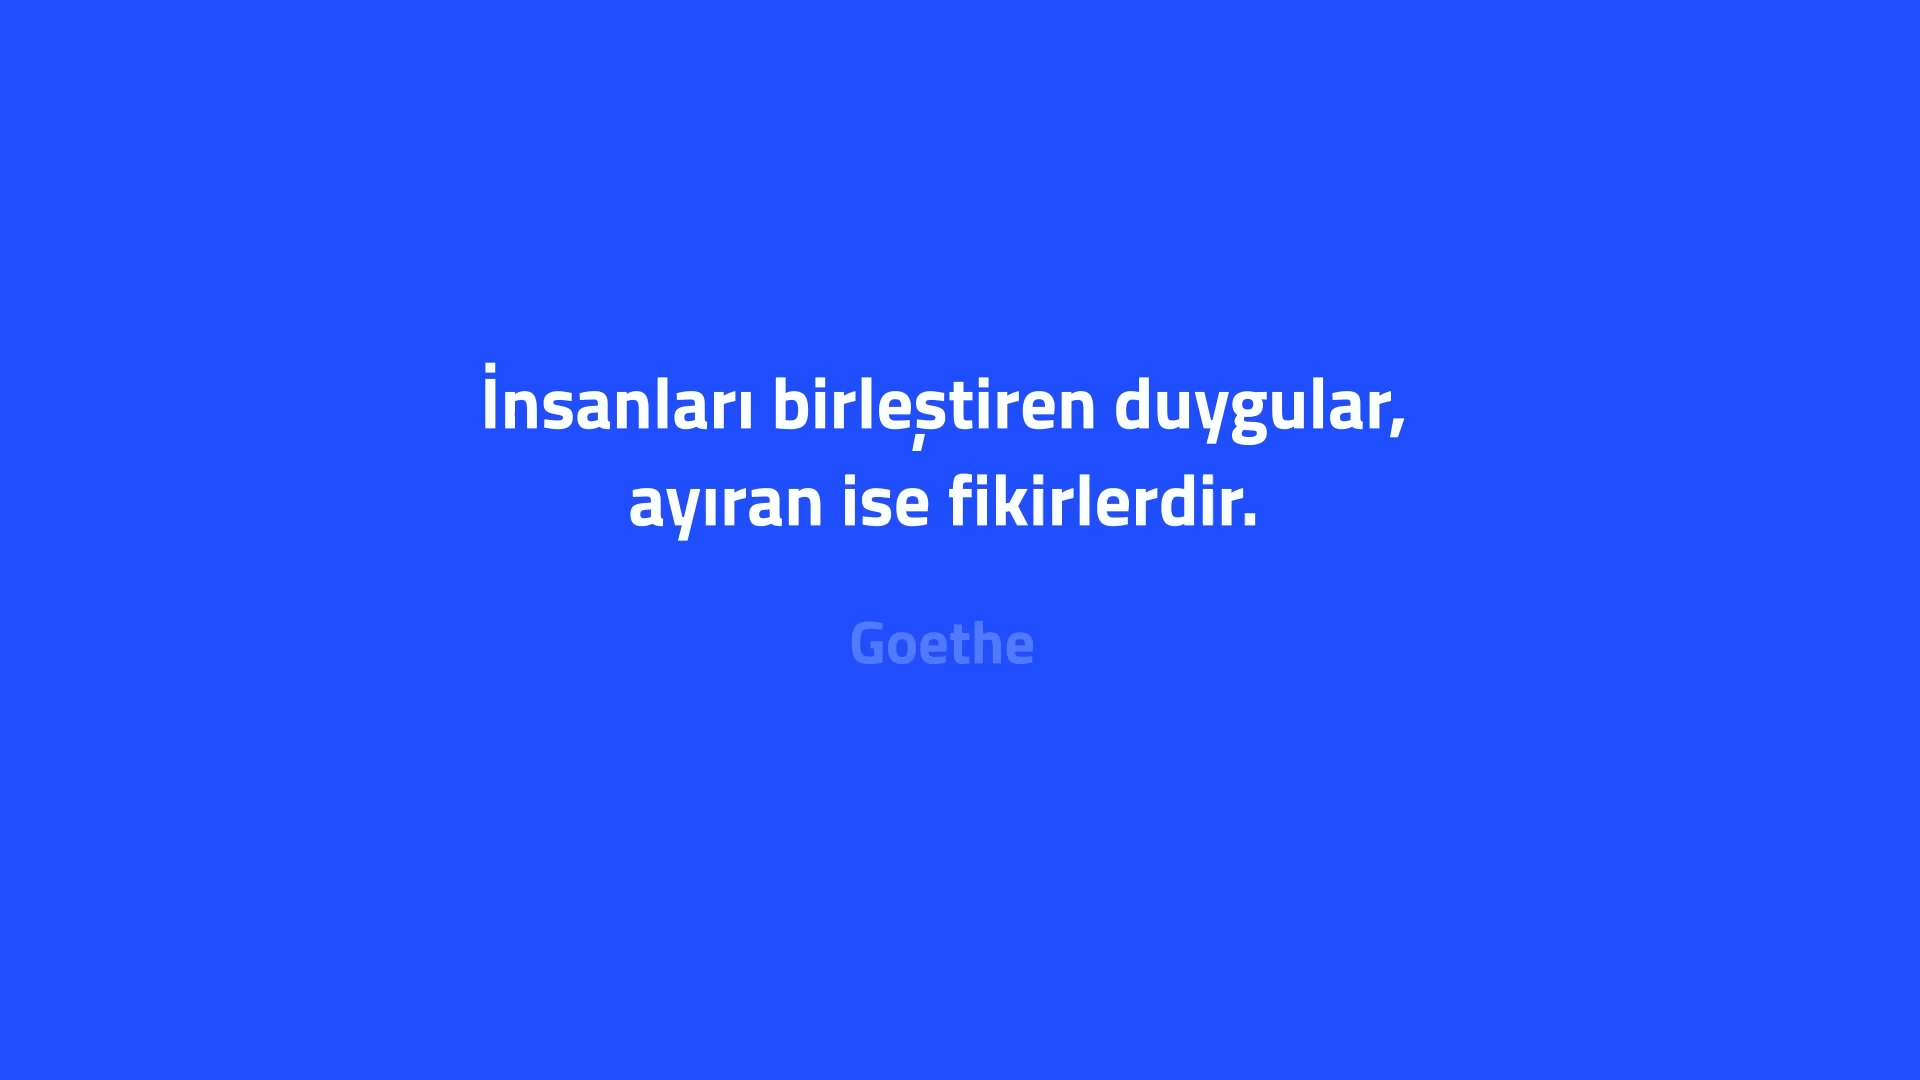 İnsanları birleştiren duygular,
ayıran ise fikirlerdir.
Goethe